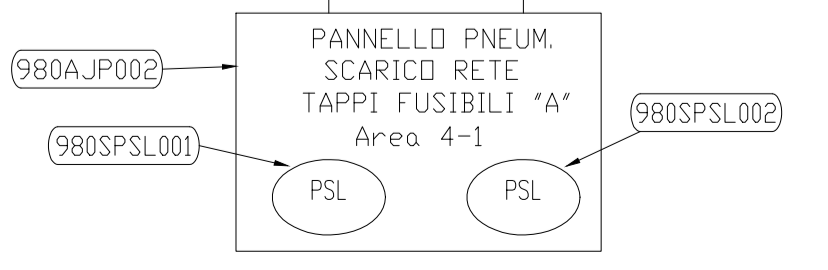 PANNELLO PNEUM.
980AJP002
SCARICO RETE
TAPPI FUSIBILI "A"
980SPSL002
Area 4-1
980SPSL001
PSL
PSL